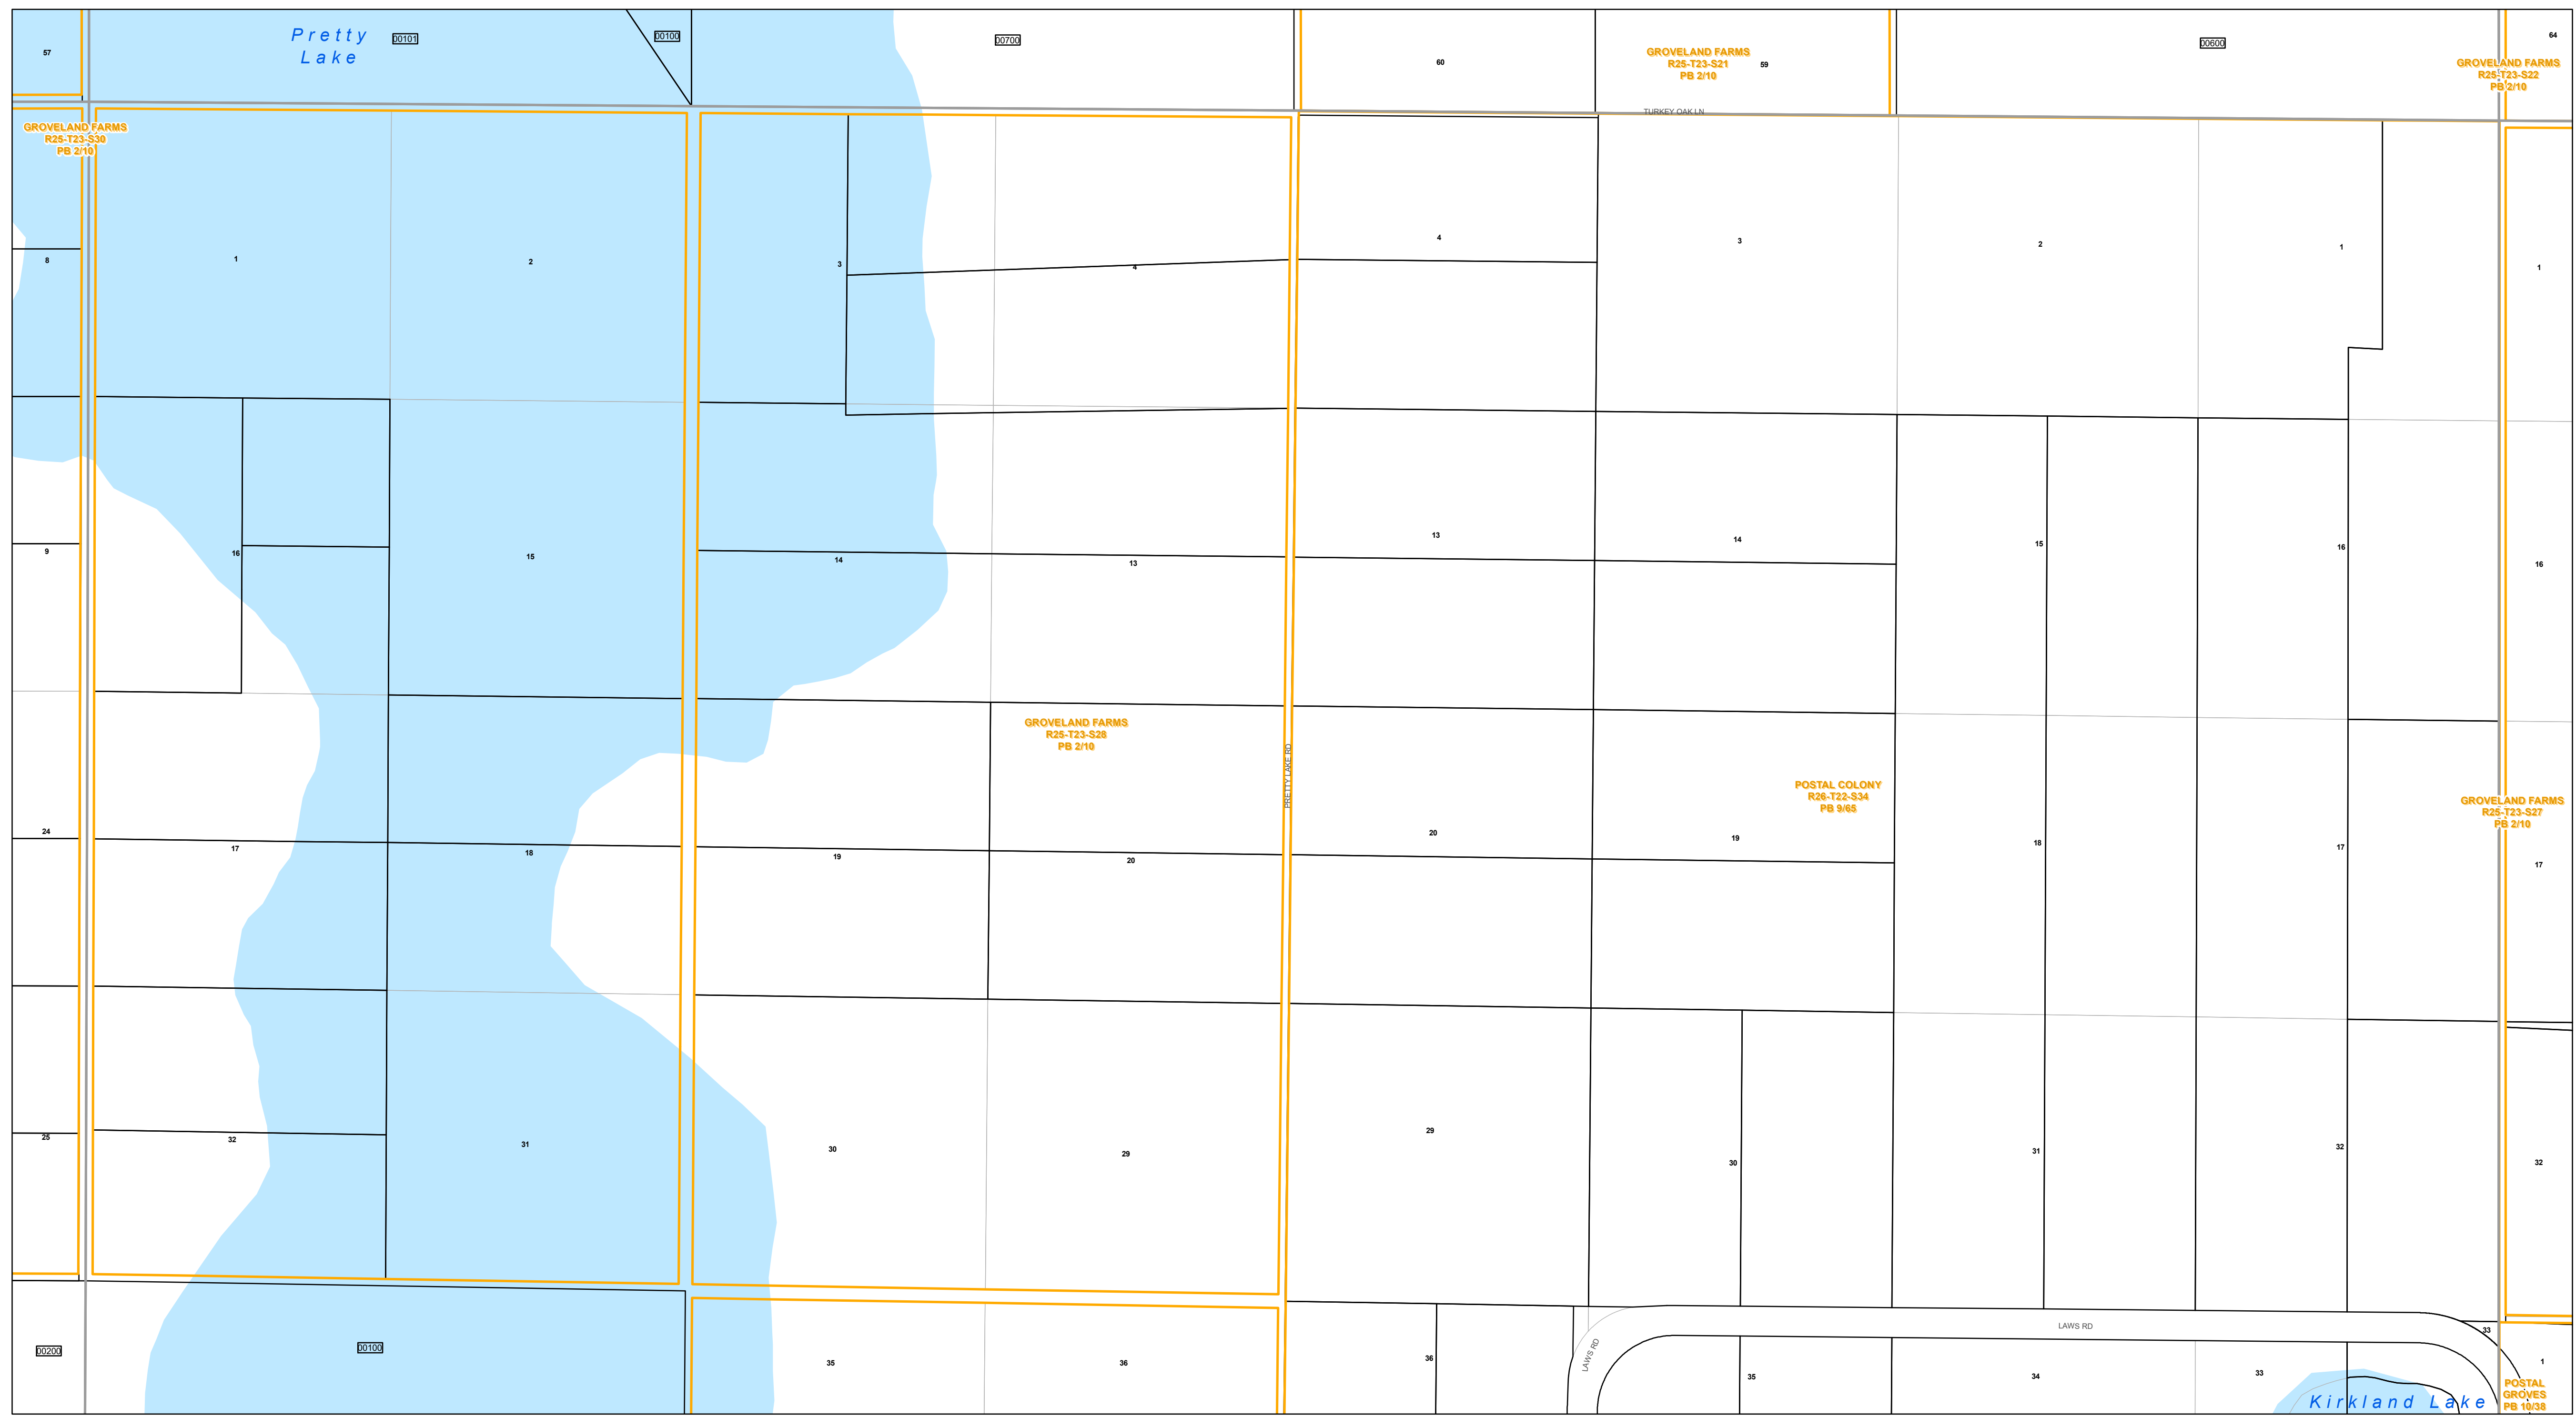 57
Pretty
Lake
00101
00100
00700
60
GROVELAND FARMS
R25-T23-S21
PB 2/10
59
00600
64
GROVELAND FARMS
R25-T23-S22
PB 2/10
GROVELAND FARMS
R25-T23-S30
PB 2/10
TURKEY OAK LN
8
1
2
3
4
4
3
2
1
1
9
16
15
14
13
13
14
15
16
16
GROVELAND FARMS
R25-T23-S28
PB 2/10
PRETTY LAKE RD
POSTAL COLONY
R26-T22-S34
PB 9/65
GROVELAND FARMS
R25-T23-S27
PB 2/10
24
17
18
19
20
20
19
18
17
17
25
32
31
30
29
29
30
31
32
32
LAWS RD
LAWS RD
33
00200
00100
35
36
36
35
34
33
1
POSTAL
GROVES
PB 10/38
Kirkland Lake